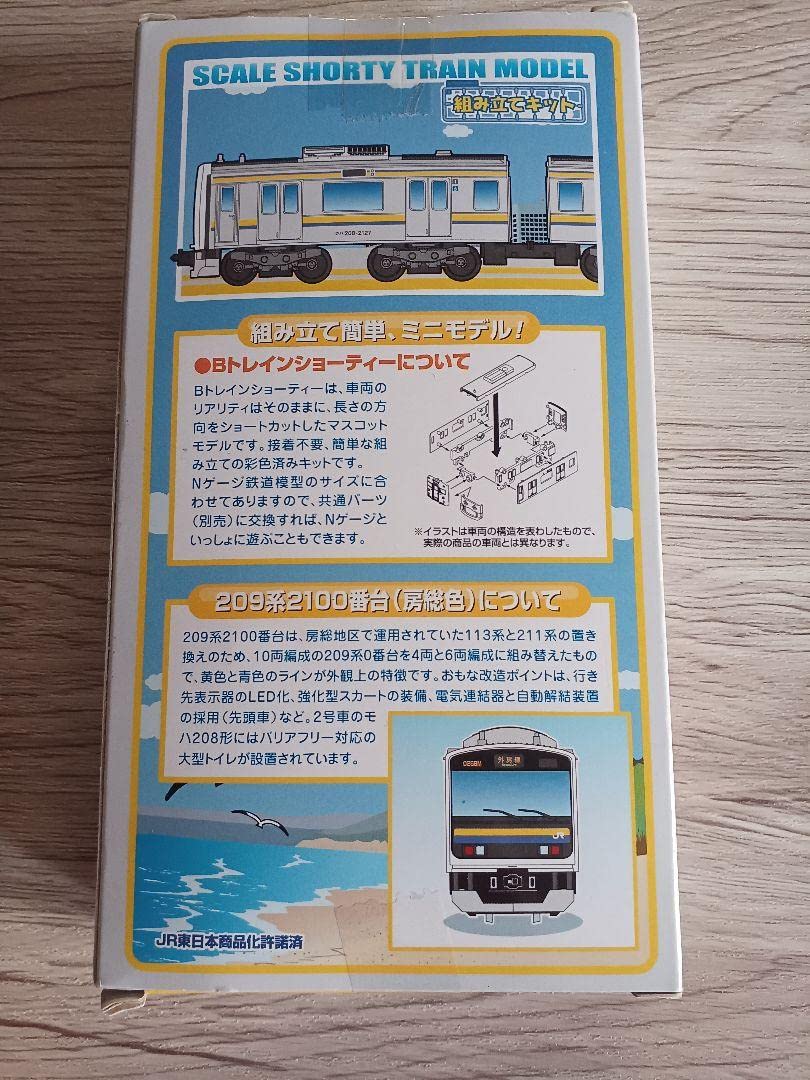 SCALE SHORTY TRAIN MODEL
組み立てキット
クハ208-2127
組み立て簡単、ミニモデル!
●Bトレインショーティーについて
Bトレインショーティーは、車両の
リアリティはそのままに、長さの方
向をショートカットしたマスコット
モデルです。接着不要、簡単な組
み立ての彩色済みキットです。
Nゲージ鉄道模型のサイズに合
わせてありますので、共通パーツ
(別売)に交換すれば、Nゲージと
いっしょに遊ぶこともできます。
※イラストは車両の構造を表わしたもので、
実際の商品の車両とは異なります。
209系2100番台(房総色)について
209系2100番台は、房総地区で運用されていた113系と211系の置き
換えのため、10両編成の209系0番台を4両と6両編成に組み替えたもの
で、黄色と青色のラインが外観上の特徴です。おもな改造ポイントは、行き
先表示器のLED化、強化型スカートの装備、電気連結器と自動解結装置
の採用(先頭車)など。2号車のモ
ハ208形にはバリアフリー対応の
大型トイレが設置されています。
外房線
JR
JR東日本商品化許諾済